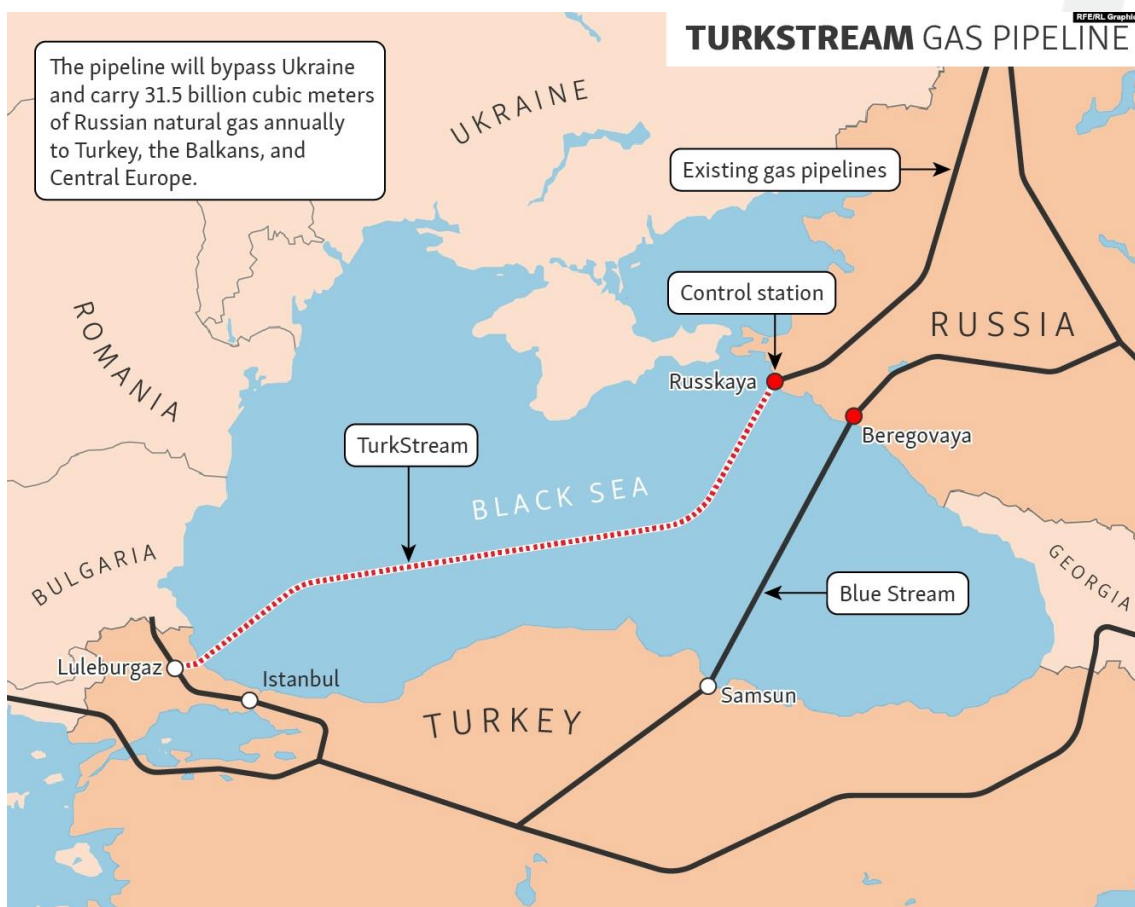 RFE/RL Graphic
TURKSTREAM GAS PIPELINE
The pipeline will bypass Ukraine
and carry 31.5 billion cubic meters
of Russian natural gas annually
to Turkey, the Balkans, and
Central Europe.
UKRAINE
Existing gas pipelines
Control station
ROMANIA
RUSSIA
Russkaya
Beregovaya
TurkStream
BLACK SEA
BULGARIA
GEORGIA
Blue Stream
Luleburgaz
Istanbul
Samsun
TURKEY